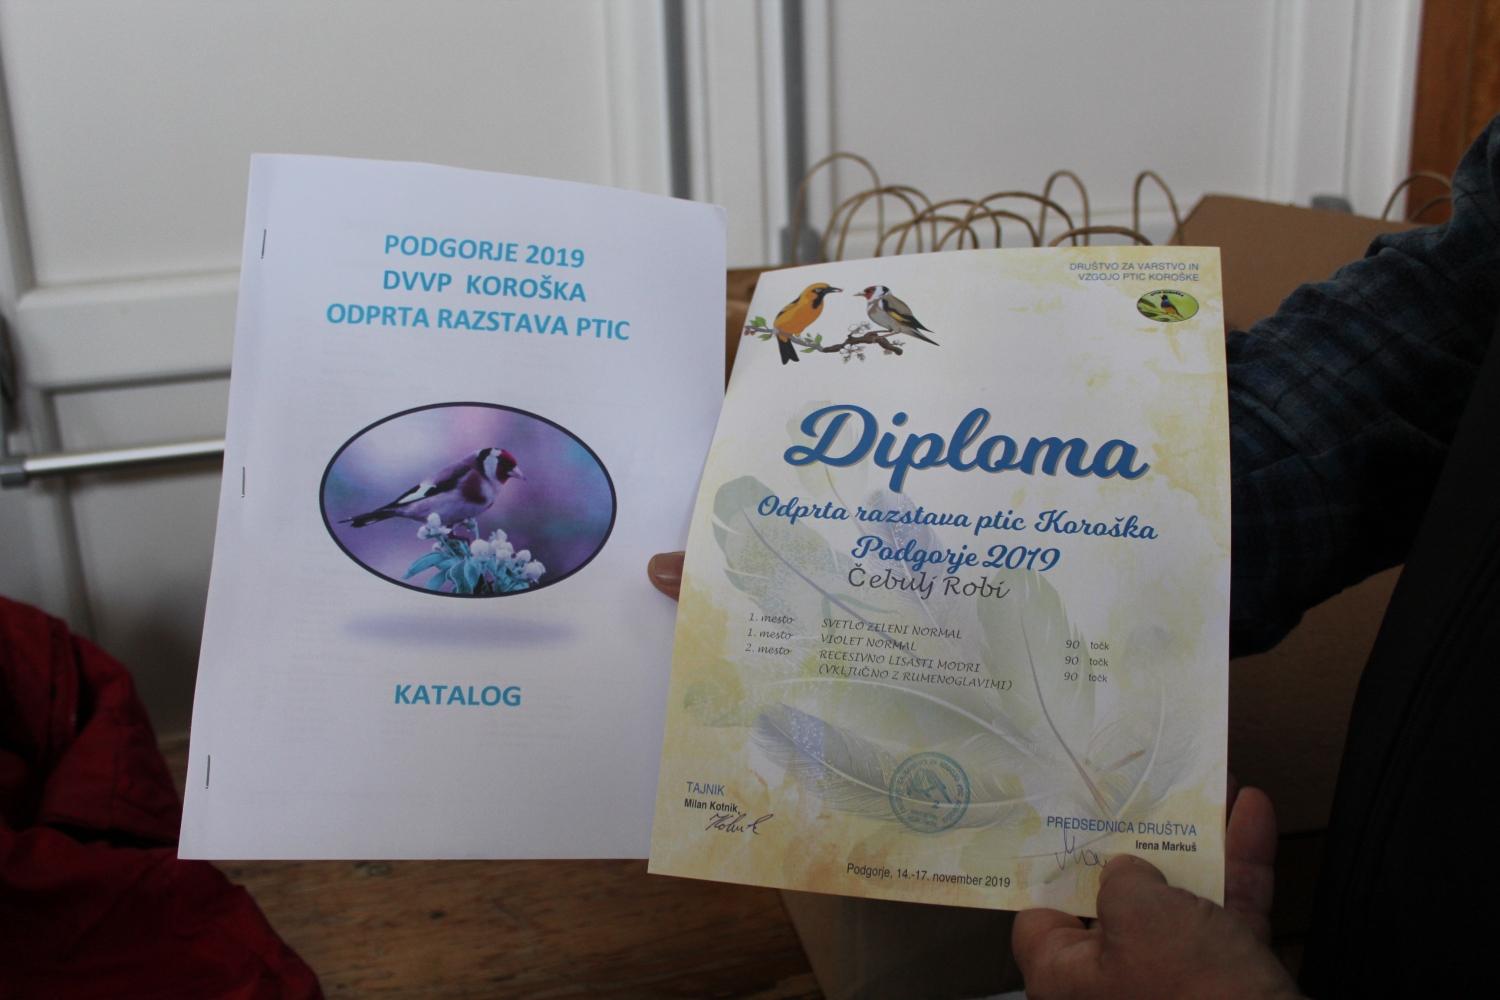 PODGORJE 2019
DVVP KOROŠKA
ODPRTA RAZSTAVA PTIC
KATALOG
DRUŠTVO ZA VARSTVO IN
VZGOJO PTIC KOROŠKE
Diploma
Odprta razstava ptic Koroška
Podgorje 2019
Čebulj Robi
1. mesto SVETLO ZELENI NORMAL 90 točk
1. mesto VIOLET NORMAL 90 točk
2. mesto RECESIVNO LISASTI MODRI 90 točk
(VKLJUČNO Z RUMENOGLAVIMI)
TAJNIK
Milan Kotnik,
PREDSEDNICA DRUŠTVA
Irena Markuš
Podgorje, 14.-17. november 2019